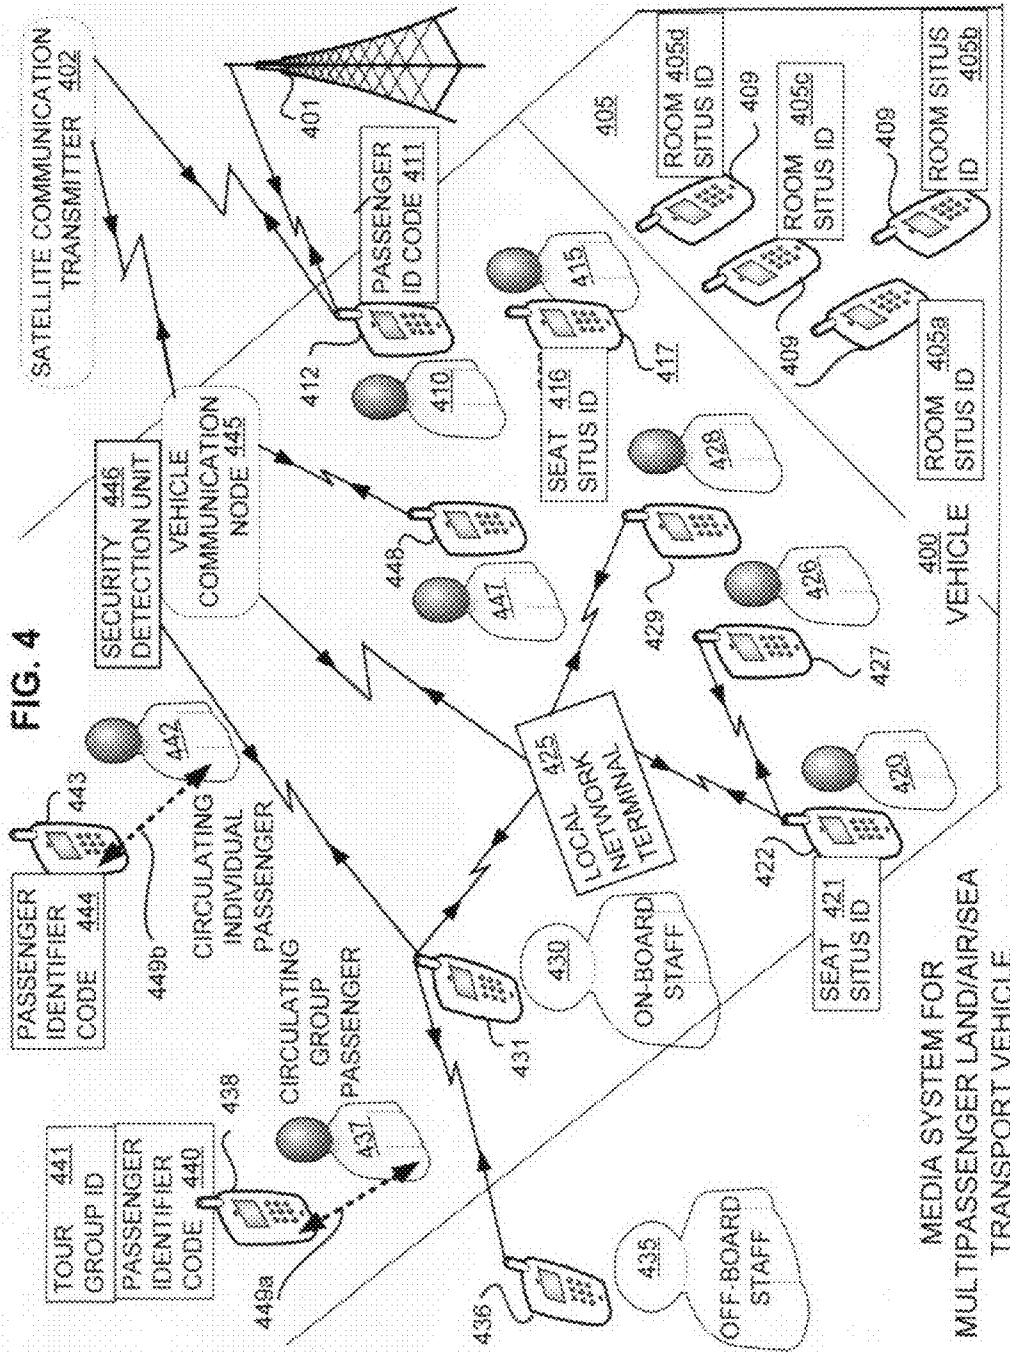 FIG. 4
TOUR 441
GROUP ID
PASSENGER
IDENTIFIER
CODE 440
438
449a
437
CIRCULATING
GROUP
PASSENGER
PASSENGER
IDENTIFIER
CODE 444
443
449b
442
CIRCULATING
INDIVIDUAL
PASSENGER
SECURITY 446
DETECTION UNIT
VEHICLE
COMMUNICATION
NODE 445
SATELLITE COMMUNICATION
TRANSMITTER 402
401
PASSENGER
ID CODE 411
412
410
448
447
415
SEAT 416
SITUS ID
417
428
429
426
427
LOCAL 425
NETWORK
TERMINAL
431
430
ON-BOARD
STAFF
436
435
OFF BOARD
STAFF
422
420
SEAT 421
SITUS ID
400
VEHICLE
405
ROOM 405d
SITUS ID
409
ROOM 405c
SITUS ID
409
409
409
ROOM SITUS
ID 405b
ROOM 405a
SITUS ID
MEDIA SYSTEM FOR
MULTIPASSENGER LAND/AIR/SEA
TRANSPORT VEHICLE